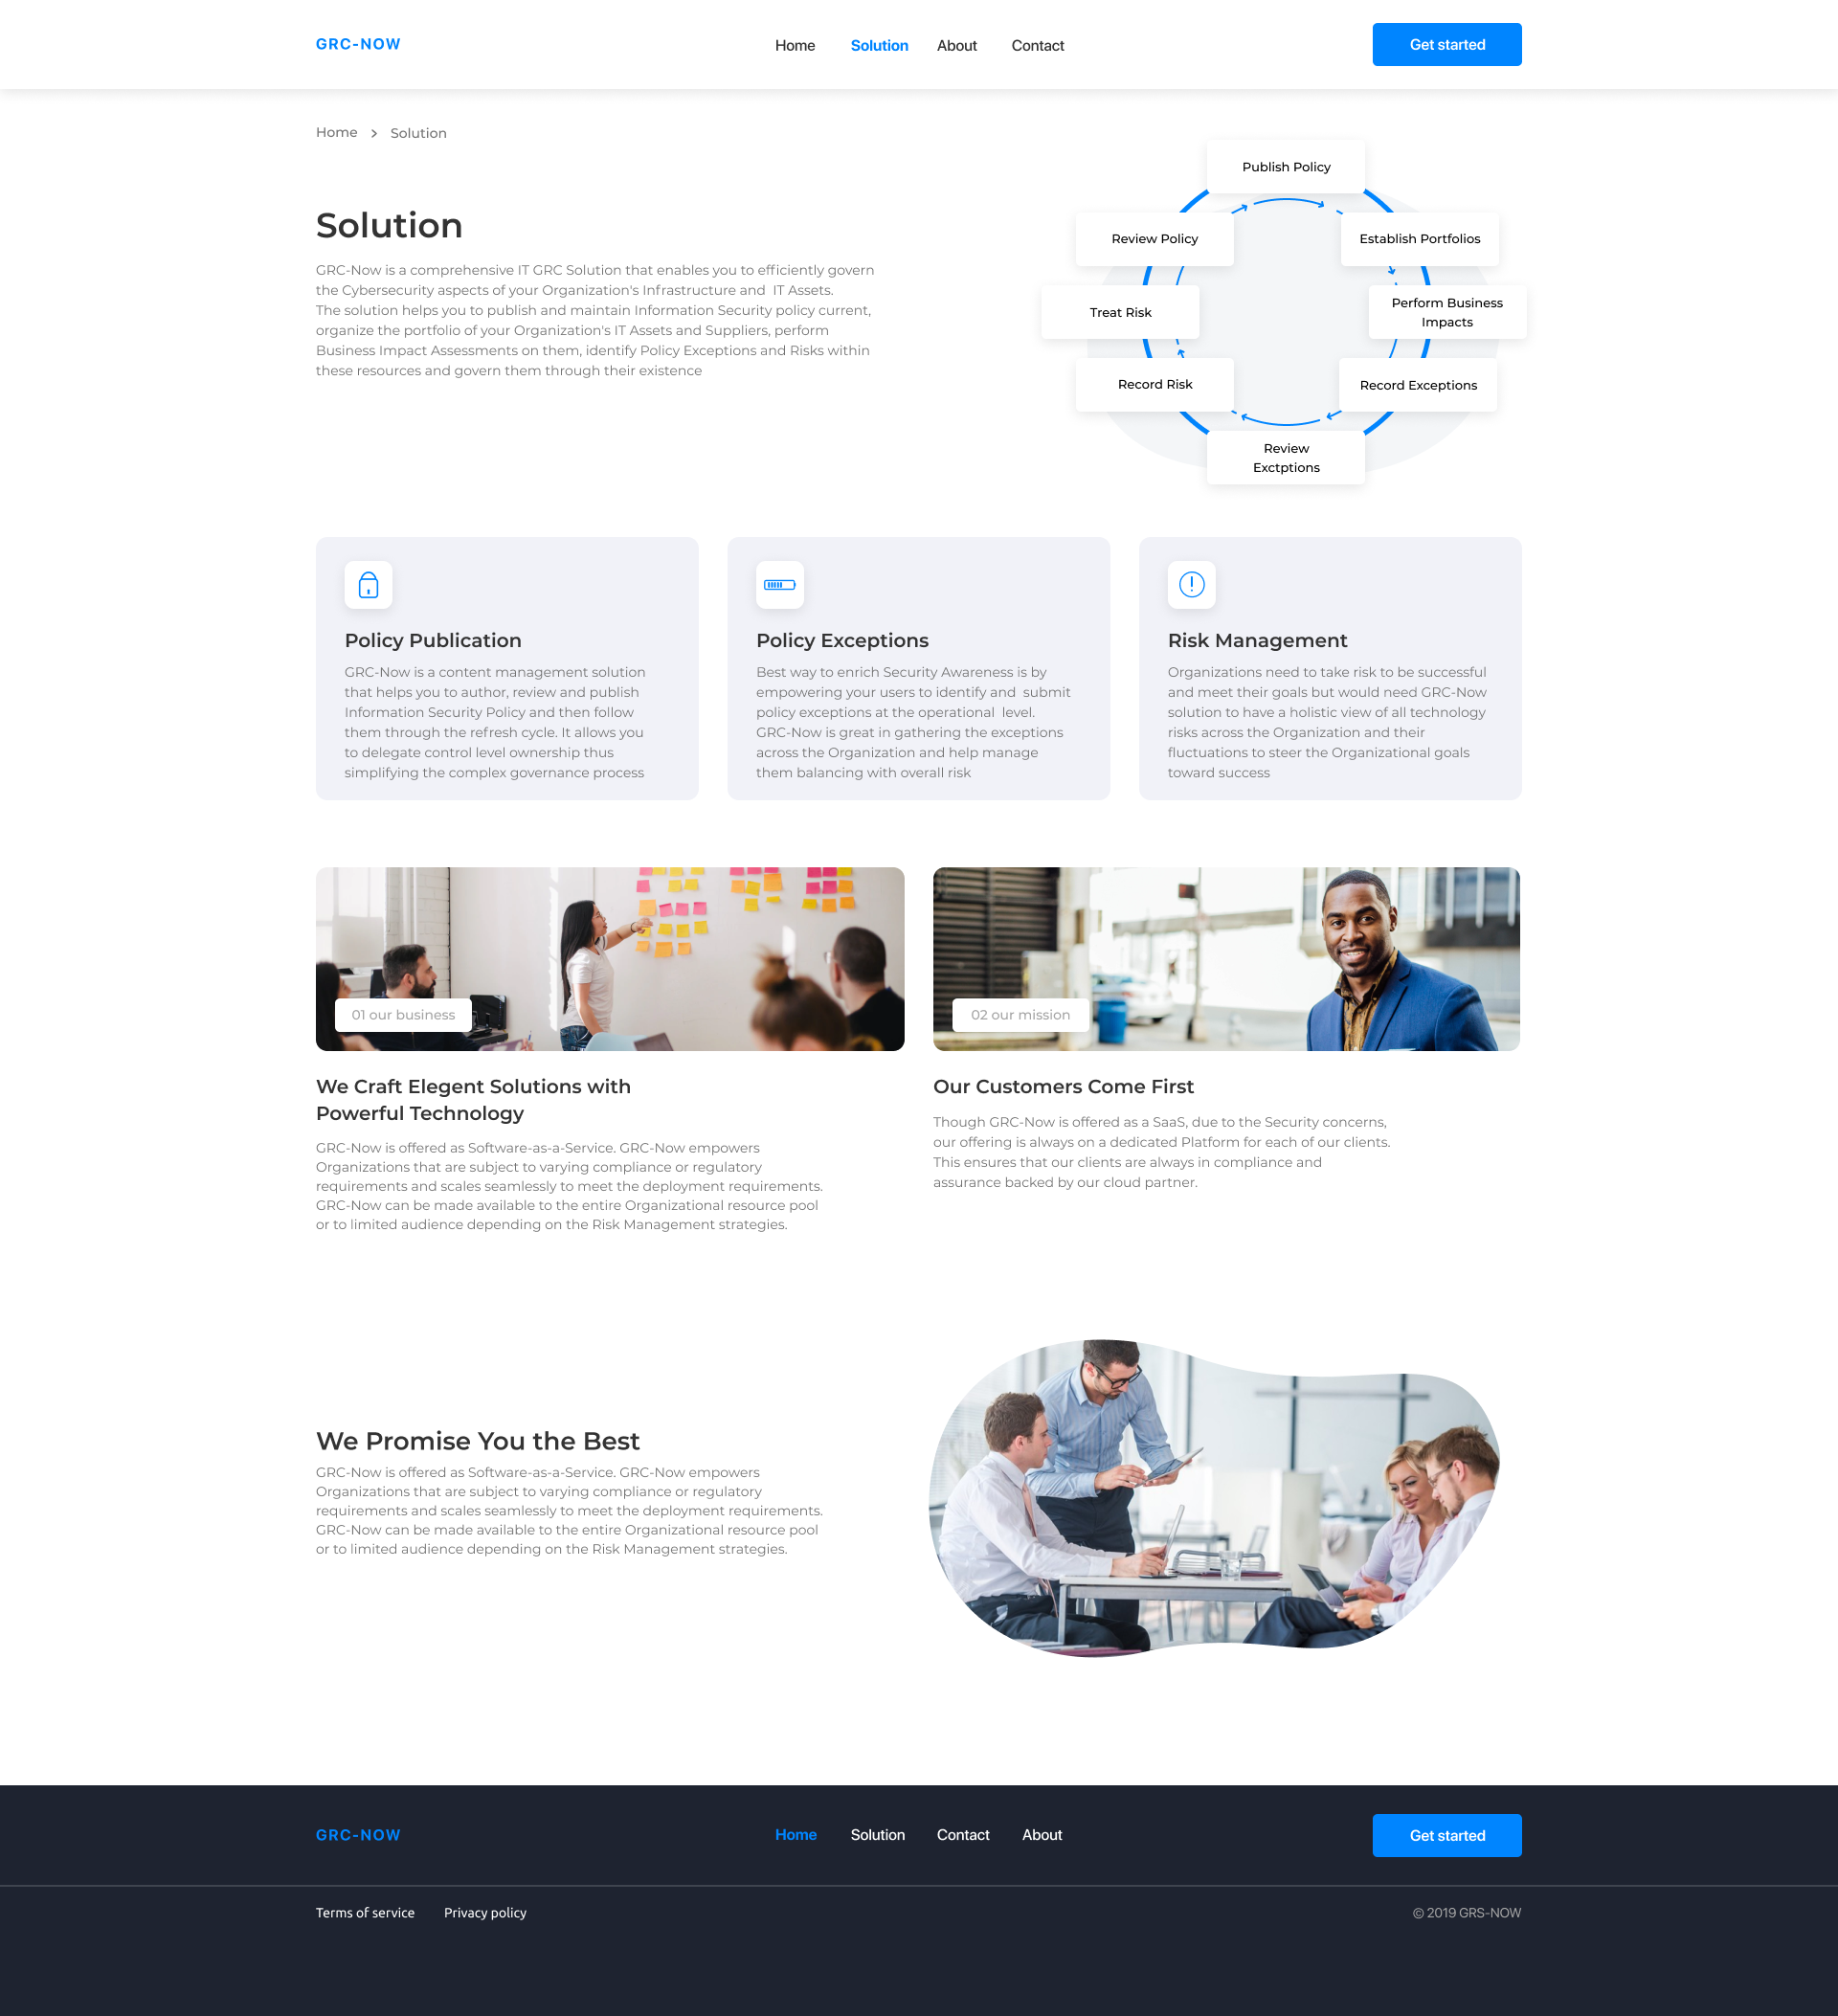 GRC-NOW
Home
Solution
About
Contact
Get started
Home > Solution
Solution
GRC-Now is a comprehensive IT GRC Solution that enables you to efficiently govern
the Cybersecurity aspects of your Organization's Infrastructure and  IT Assets.
The solution helps you to publish and maintain Information Security policy current,
organize the portfolio of your Organization's IT Assets and Suppliers, perform
Business Impact Assessments on them, identify Policy Exceptions and Risks within
these resources and govern them through their existence
Publish Policy
Review Policy
Establish Portfolios
Treat Risk
Perform Business
Impacts
Record Risk
Record Exceptions
Review
Exctptions
Policy Publication
GRC-Now is a content management solution
that helps you to author, review and publish
Information Security Policy and then follow
them through the refresh cycle. It allows you
to delegate control level ownership thus
simplifying the complex governance process
Policy Exceptions
Best way to enrich Security Awareness is by
empowering your users to identify and  submit
policy exceptions at the operational  level.
GRC-Now is great in gathering the exceptions
across the Organization and help manage
them balancing with overall risk
Risk Management
Organizations need to take risk to be successful
and meet their goals but would need GRC-Now
solution to have a holistic view of all technology
risks across the Organization and their
fluctuations to steer the Organizational goals
toward success
01 our business
We Craft Elegent Solutions with
Powerful Technology
GRC-Now is offered as Software-as-a-Service. GRC-Now empowers
Organizations that are subject to varying compliance or regulatory
requirements and scales seamlessly to meet the deployment requirements.
GRC-Now can be made available to the entire Organizational resource pool
or to limited audience depending on the Risk Management strategies.
02 our mission
Our Customers Come First
Though GRC-Now is offered as a SaaS, due to the Security concerns,
our offering is always on a dedicated Platform for each of our clients.
This ensures that our clients are always in compliance and
assurance backed by our cloud partner.
We Promise You the Best
GRC-Now is offered as Software-as-a-Service. GRC-Now empowers
Organizations that are subject to varying compliance or regulatory
requirements and scales seamlessly to meet the deployment requirements.
GRC-Now can be made available to the entire Organizational resource pool
or to limited audience depending on the Risk Management strategies.
GRC-NOW
Home
Solution
Contact
About
Get started
Terms of service
Privacy policy
© 2019 GRS-NOW